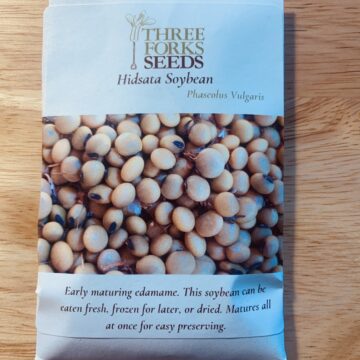 THREE
FORKS
SEEDS
Hidsata Soybean
Phaseolus Vulgaris
Early maturing edamame. This soybean can be
eaten fresh, frozen for later, or dried. Matures all
at once for easy preserving.